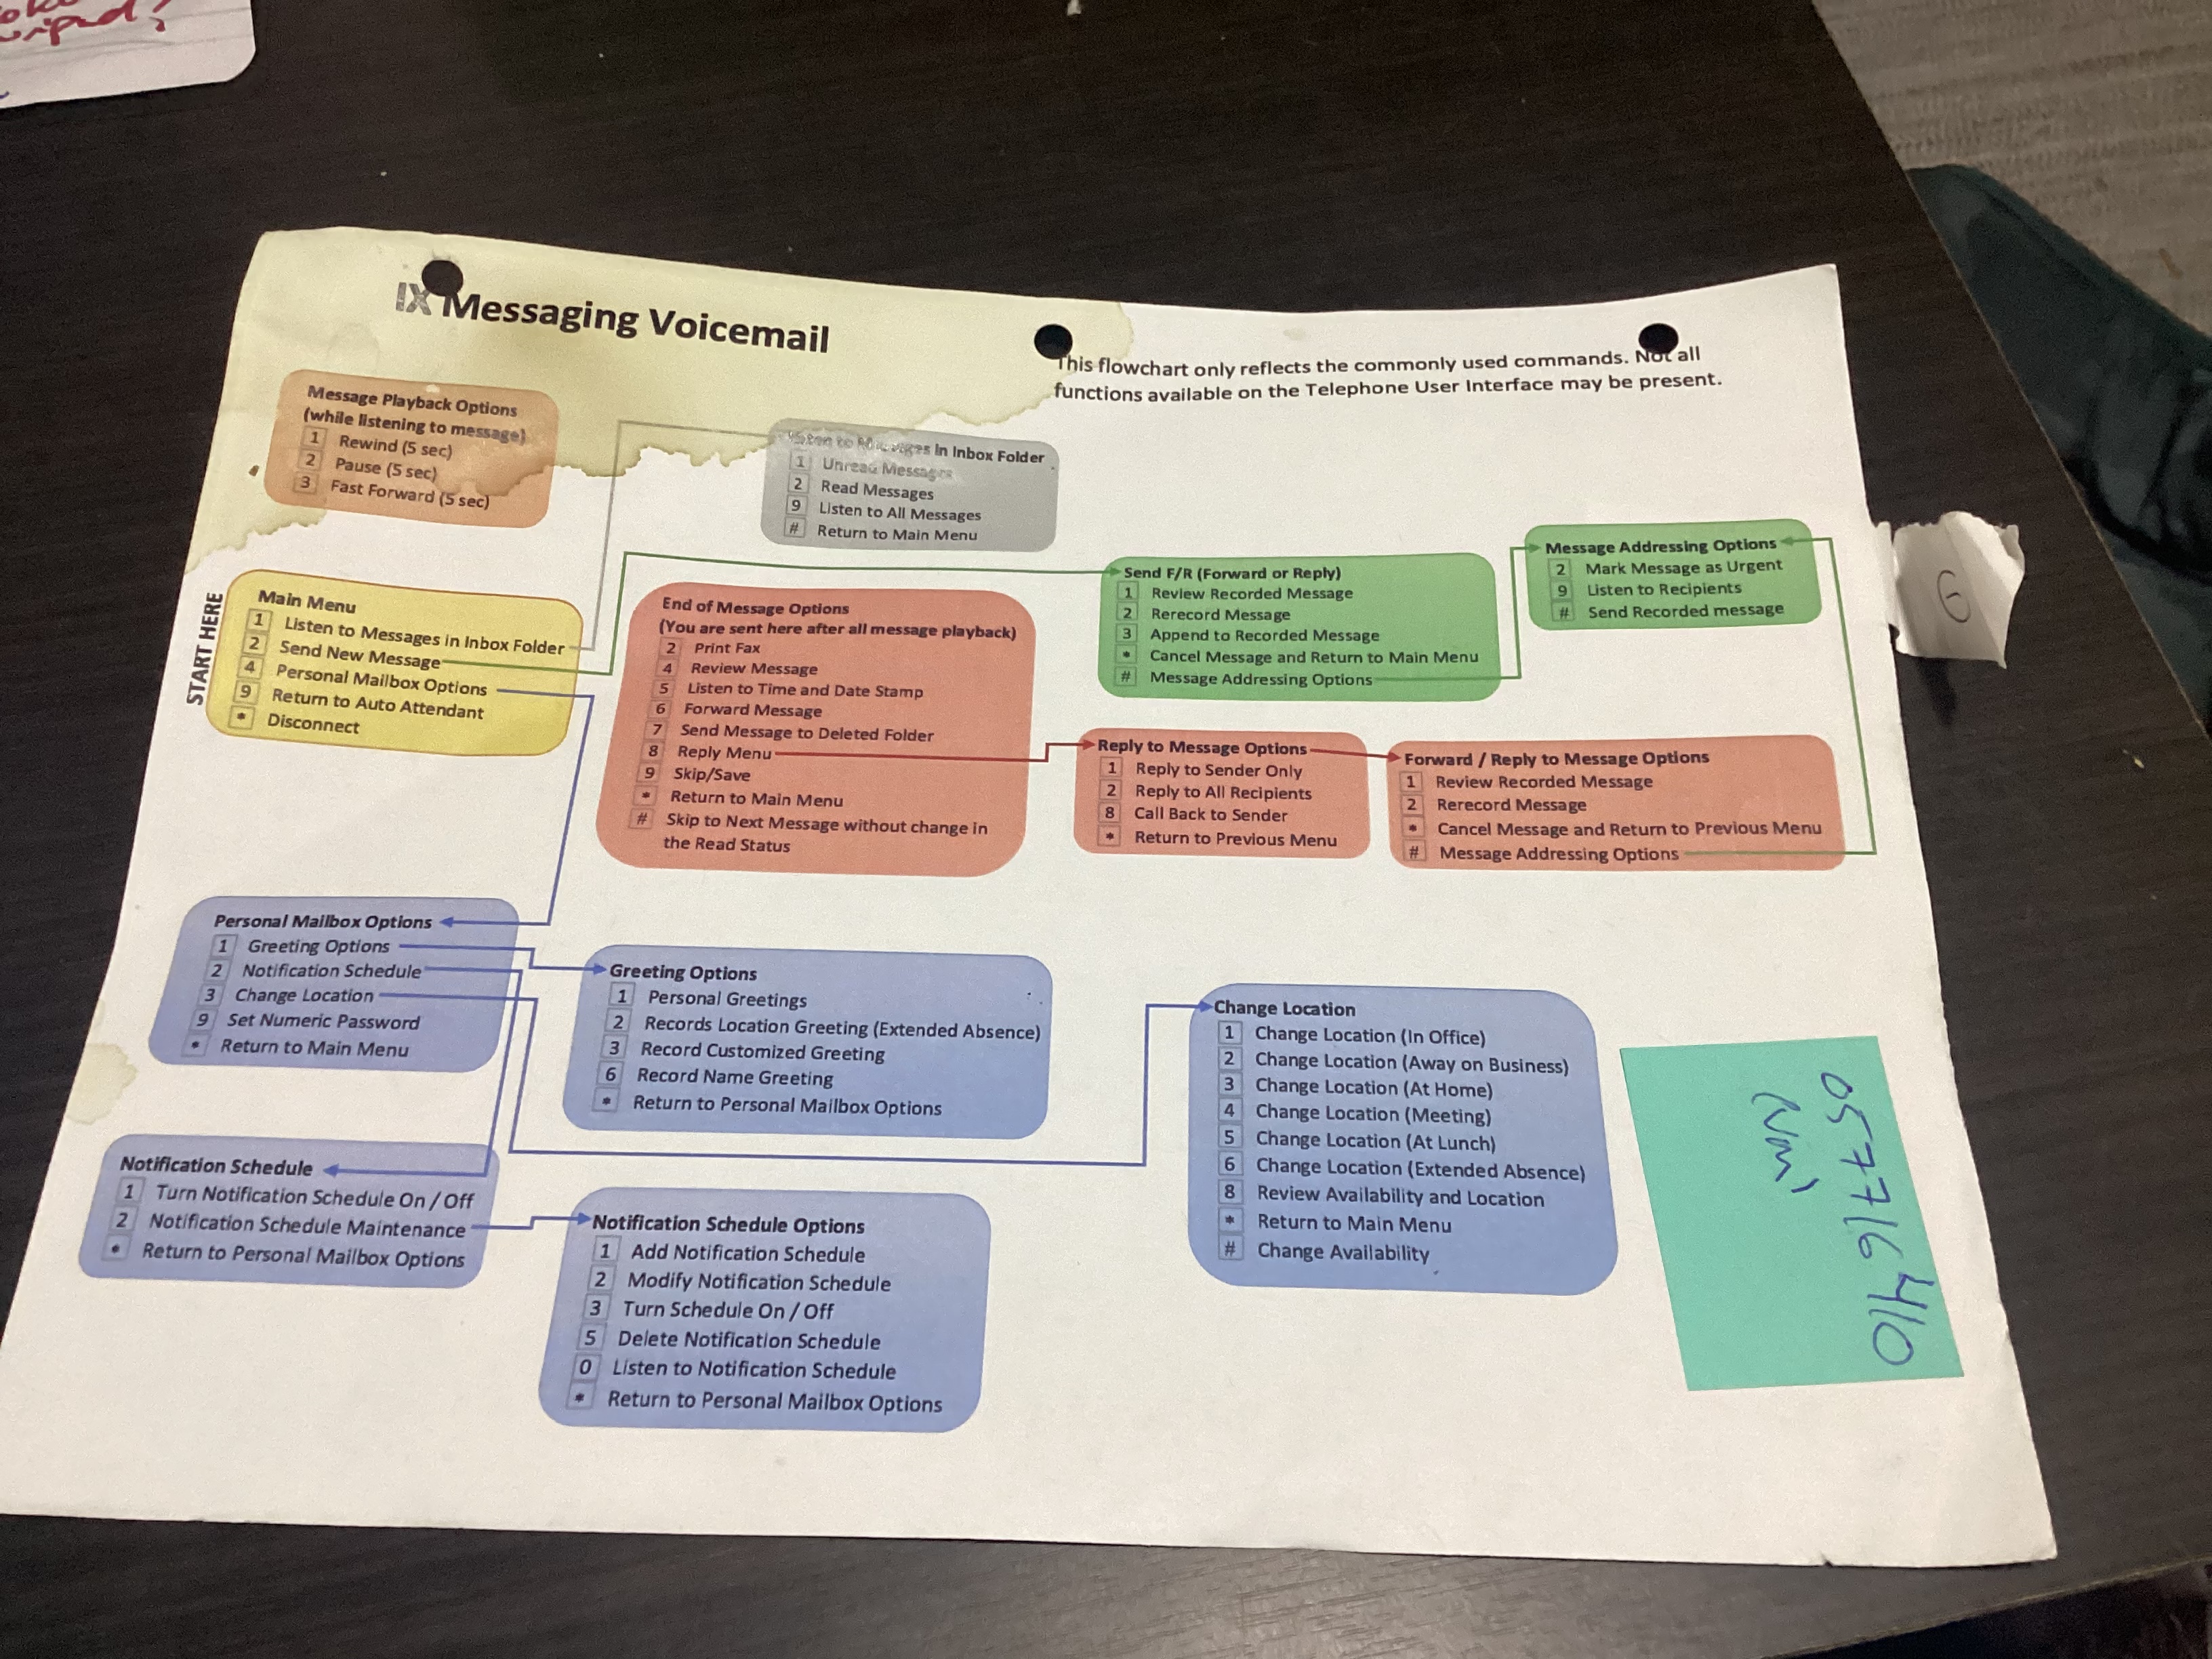 IX Messaging Voicemail
This flowchart only reflects the commonly used commands. Not all
functions available on the Telephone User Interface may be present.
Message Playback Options
(while listening to message)
1 Rewind (5 sec)
2 Pause (5 sec)
3 Fast Forward (5 sec)
Listen to Messages in Inbox Folder
1 Unread Messages
2 Read Messages
9 Listen to All Messages
# Return to Main Menu
START HERE
Main Menu
1 Listen to Messages in Inbox Folder
2 Send New Message
4 Personal Mailbox Options
9 Return to Auto Attendant
* Disconnect
End of Message Options
(You are sent here after all message playback)
2 Print Fax
4 Review Message
5 Listen to Time and Date Stamp
6 Forward Message
7 Send Message to Deleted Folder
8 Reply Menu
9 Skip/Save
* Return to Main Menu
# Skip to Next Message without change in
the Read Status
Send F/R (Forward or Reply)
1 Review Recorded Message
2 Rerecord Message
3 Append to Recorded Message
* Cancel Message and Return to Main Menu
# Message Addressing Options
Message Addressing Options
2 Mark Message as Urgent
9 Listen to Recipients
# Send Recorded message
Reply to Message Options
1 Reply to Sender Only
2 Reply to All Recipients
8 Call Back to Sender
* Return to Previous Menu
Forward / Reply to Message Options
1 Review Recorded Message
2 Rerecord Message
* Cancel Message and Return to Previous Menu
# Message Addressing Options
Personal Mailbox Options
1 Greeting Options
2 Notification Schedule
3 Change Location
9 Set Numeric Password
* Return to Main Menu
Greeting Options
1 Personal Greetings
2 Records Location Greeting (Extended Absence)
3 Record Customized Greeting
6 Record Name Greeting
* Return to Personal Mailbox Options
Change Location
1 Change Location (In Office)
2 Change Location (Away on Business)
3 Change Location (At Home)
4 Change Location (Meeting)
5 Change Location (At Lunch)
6 Change Location (Extended Absence)
8 Review Availability and Location
* Return to Main Menu
# Change Availability
Notification Schedule
1 Turn Notification Schedule On / Off
2 Notification Schedule Maintenance
* Return to Personal Mailbox Options
Notification Schedule Options
1 Add Notification Schedule
2 Modify Notification Schedule
3 Turn Schedule On / Off
5 Delete Notification Schedule
0 Listen to Notification Schedule
* Return to Personal Mailbox Options
057716410